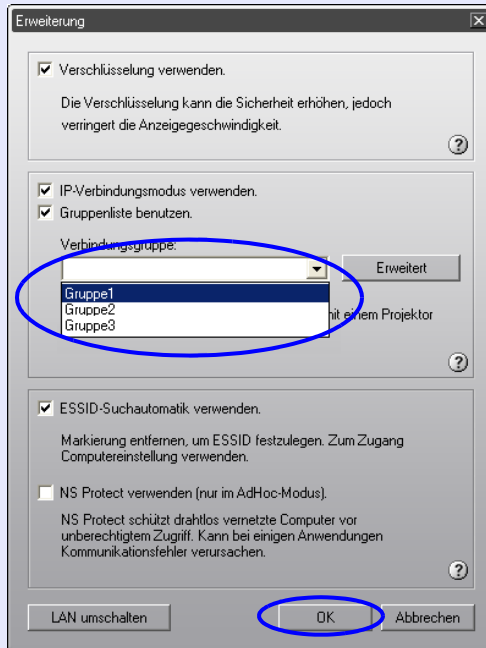 Erweiterung
Verschlüsselung verwenden.
Die Verschlüsselung kann die Sicherheit erhöhen, jedoch
verringert die Anzeigegeschwindigkeit.
?
IP-Verbindungsmodus verwenden.
Gruppenliste benutzen.
Verbindungsgruppe:
Erweitert
Gruppe1
Gruppe2
Gruppe3
mit einem Projektor
?
ESSID-Suchautomatik verwenden.
Markierung entfernen, um ESSID festzulegen. Zum Zugang
Computereinstellung verwenden.
NS Protect verwenden (nur im AdHoc-Modus).
NS Protect schützt drahtlos vernetzte Computer vor
unberechtigtem Zugriff. Kann bei einigen Anwendungen
Kommunikationsfehler verursachen.
?
LAN umschalten
OK
Abbrechen